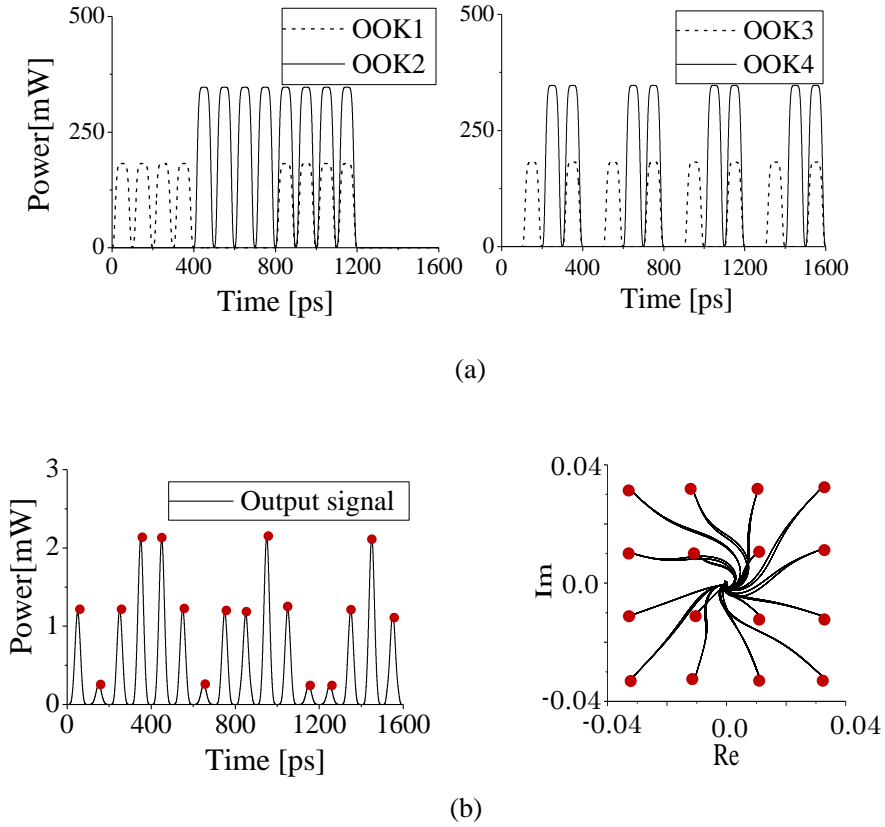 500
250
0
Power[mW]
OOK1
OOK2
0 400 800 1200 1600
Time [ps]
500
250
0
OOK3
OOK4
0 400 800 1200 1600
Time [ps]
(a)
3
2
1
0
Power[mW]
Output signal
0 400 800 1200 1600
Time [ps]
0.04
0.0
-0.04
Im
-0.04 0.0 0.04
Re
(b)